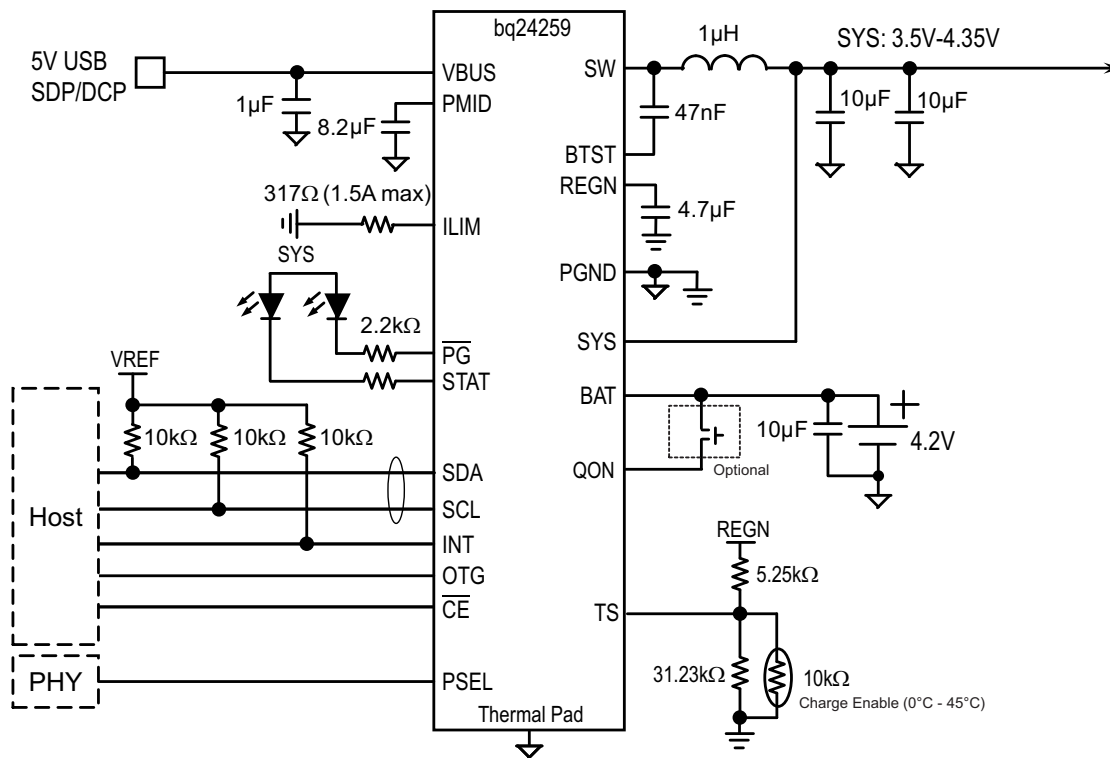 bq24259
5V USB
SDP/DCP
1µF
8.2µF
VBUS
PMID
317Ω (1.5A max)
ILIM
SYS
2.2kΩ
PG
STAT
VREF
10kΩ
10kΩ
10kΩ
Host
SDA
SCL
INT
OTG
CE
PHY
PSEL
Thermal Pad
SW
1µH
SYS: 3.5V-4.35V
47nF
10µF
10µF
BTST
REGN
4.7µF
PGND
SYS
BAT
10µF
4.2V
Optional
QON
REGN
5.25kΩ
TS
31.23kΩ
10kΩ
Charge Enable (0°C - 45°C)